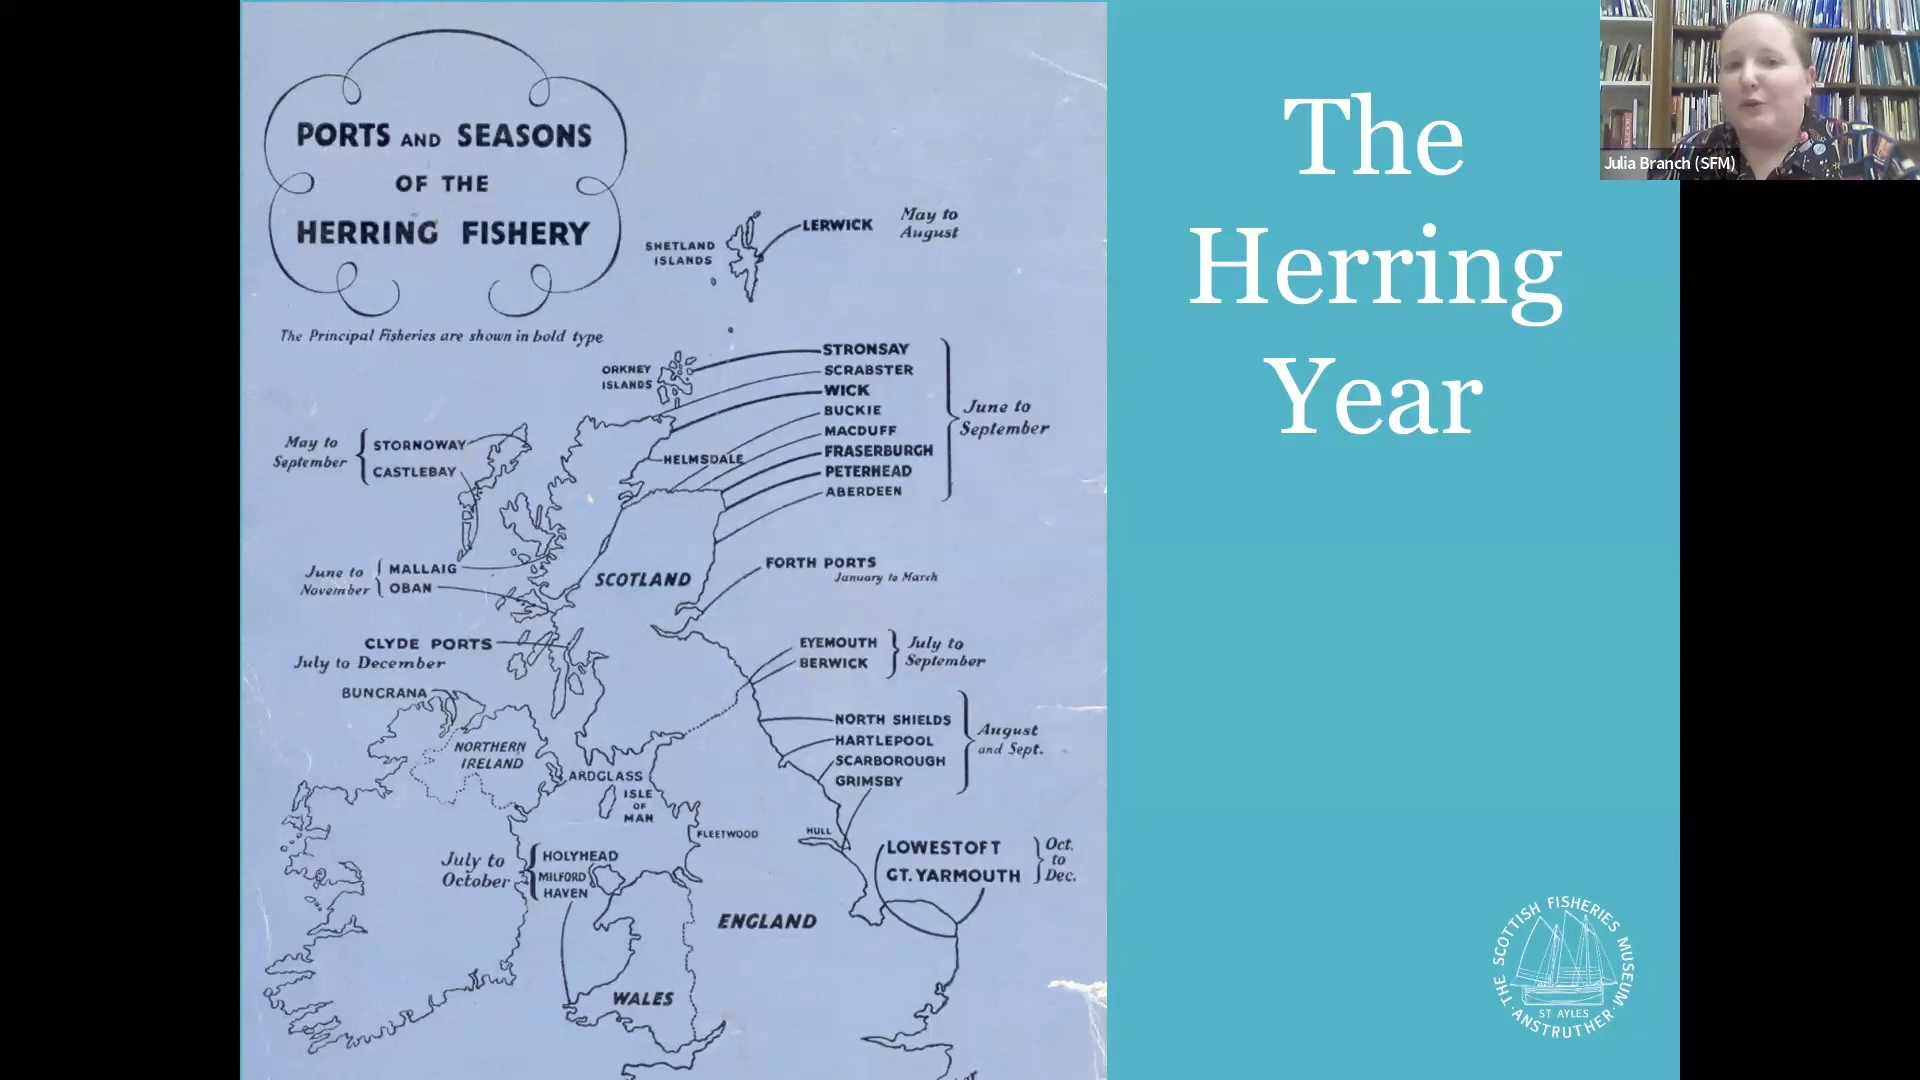 PORTS AND SEASONS
OF THE
HERRING FISHERY
The Principal Fisheries are shown in bold type.
SHETLAND
ISLANDS
LERWICK
May to
August
ORKNEY
ISLANDS
STRONSAY
SCRABSTER
WICK
BUCKIE
MACDUFF
FRASERBURGH
PETERHEAD
ABERDEEN
June to
September
HELMSDALE
May to
September
STORNOWAY
CASTLEBAY
June to
November
MALLAIG
OBAN
SCOTLAND
FORTH PORTS
January to March
CLYDE PORTS
July to December
EYEMOUTH
BERWICK
July to
September
BUNCRANA
NORTHERN
IRELAND
ARDGLASS
ISLE
OF
MAN
NORTH SHIELDS
HARTLEPOOL
SCARBOROUGH
GRIMSBY
August
and Sept.
FLEETWOOD
HULL
LOWESTOFT
GT. YARMOUTH
Oct.
to
Dec.
July to
October
HOLYHEAD
MILFORD
HAVEN
ENGLAND
WALES
The
Herring
Year
Julia Branch (SFM)
THE SCOTTISH FISHERIES MUSEUM
ST AYLES
ANSTRUTHER